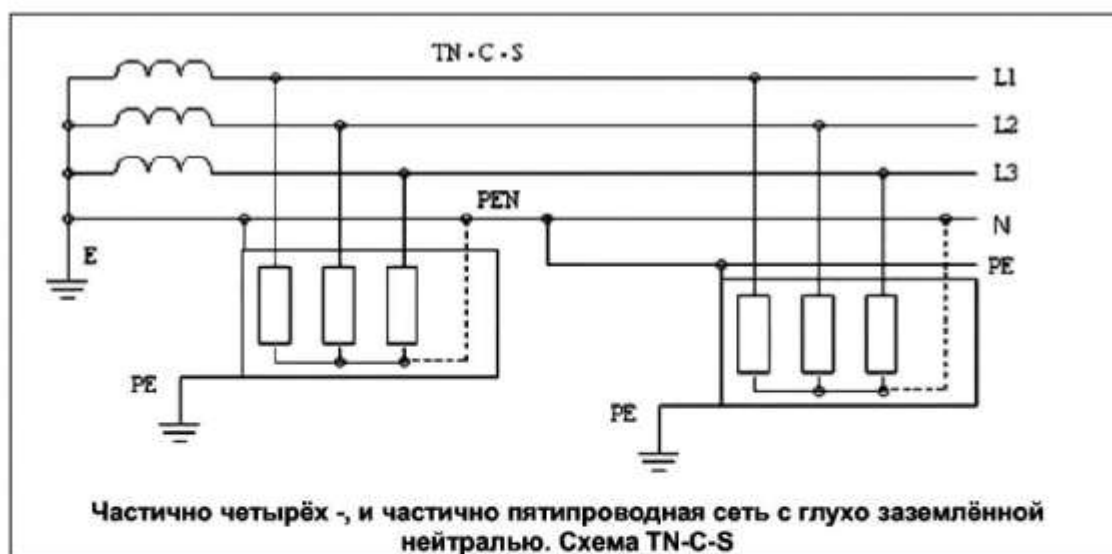 TN - C - S
L1
L2
L3
PEN
N
E
PE
PE
PE
Частично четырёх -, и частично пятипроводная сеть с глухо заземлённой
нейтралью. Схема TN-C-S